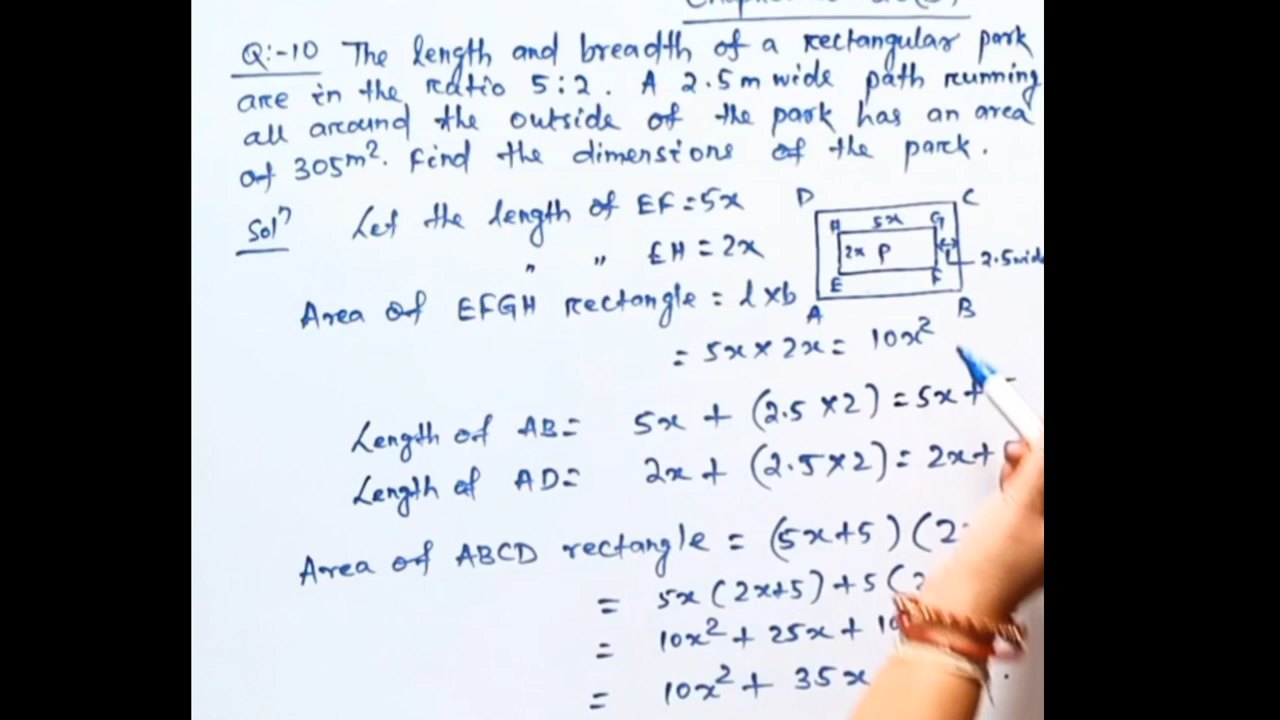 Q:-10 The length and breadth of a rectangular park
are in the ratio 5:2. A 2.5m wide path running
all around the outside of the park has an area
of 305m². Find the dimensions of the park.
Solⁿ Let the length of EF = 5x
" " EH = 2x
D C
H 5x G
2x P 2.5 wid
E F
A B
Area of EFGH rectangle = l×b
= 5x × 2x = 10x²
Length of AB = 5x + (2.5×2) = 5x+
Length of AD = 2x + (2.5×2) = 2x+
Area of ABCD rectangle = (5x+5)(2
= 5x(2x+5)+5(2
= 10x² + 25x + 10
= 10x² + 35x